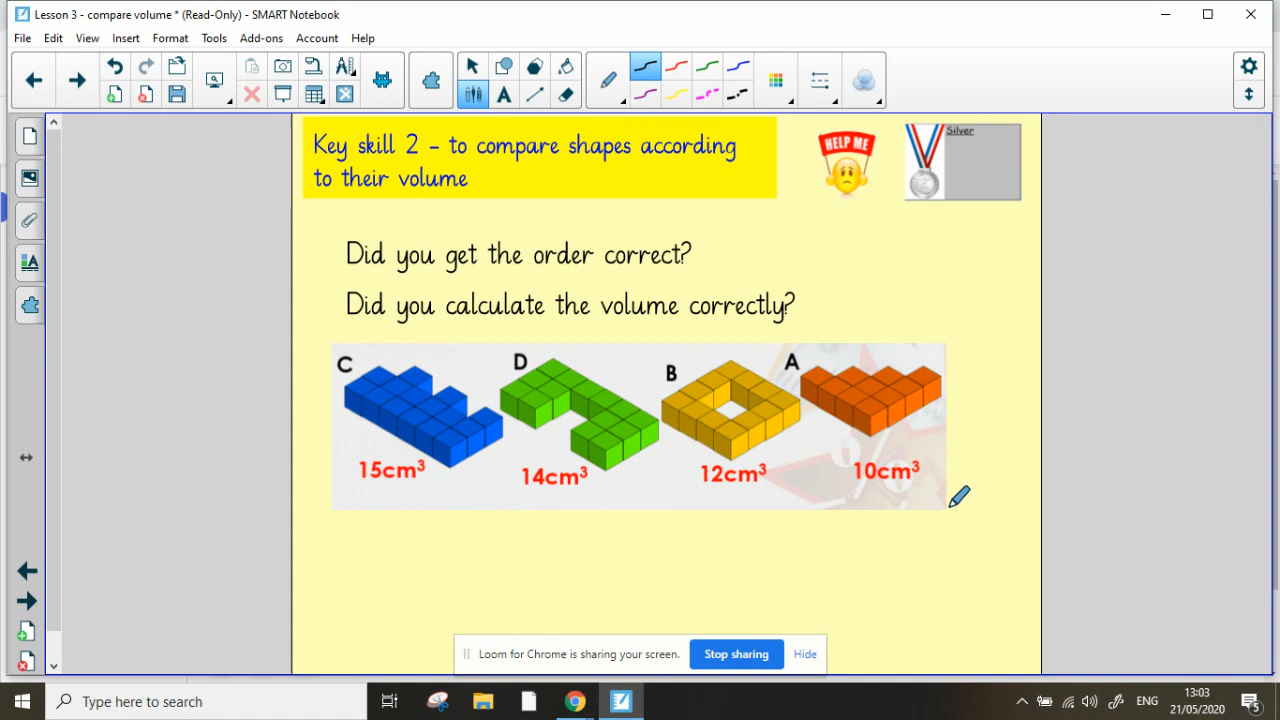 Lesson 3 - compare volume * (Read-Only) - SMART Notebook
File Edit View Insert Format Tools Add-ons Account Help
Key skill 2 - to compare shapes according
to their volume
HELP ME
Silver
Did you get the order correct?
Did you calculate the volume correctly?
C D B A
15cm³ 14cm³ 12cm³ 10cm³
Loom for Chrome is sharing your screen. Stop sharing Hide
Type here to search
ENG
13:03
21/05/2020
5